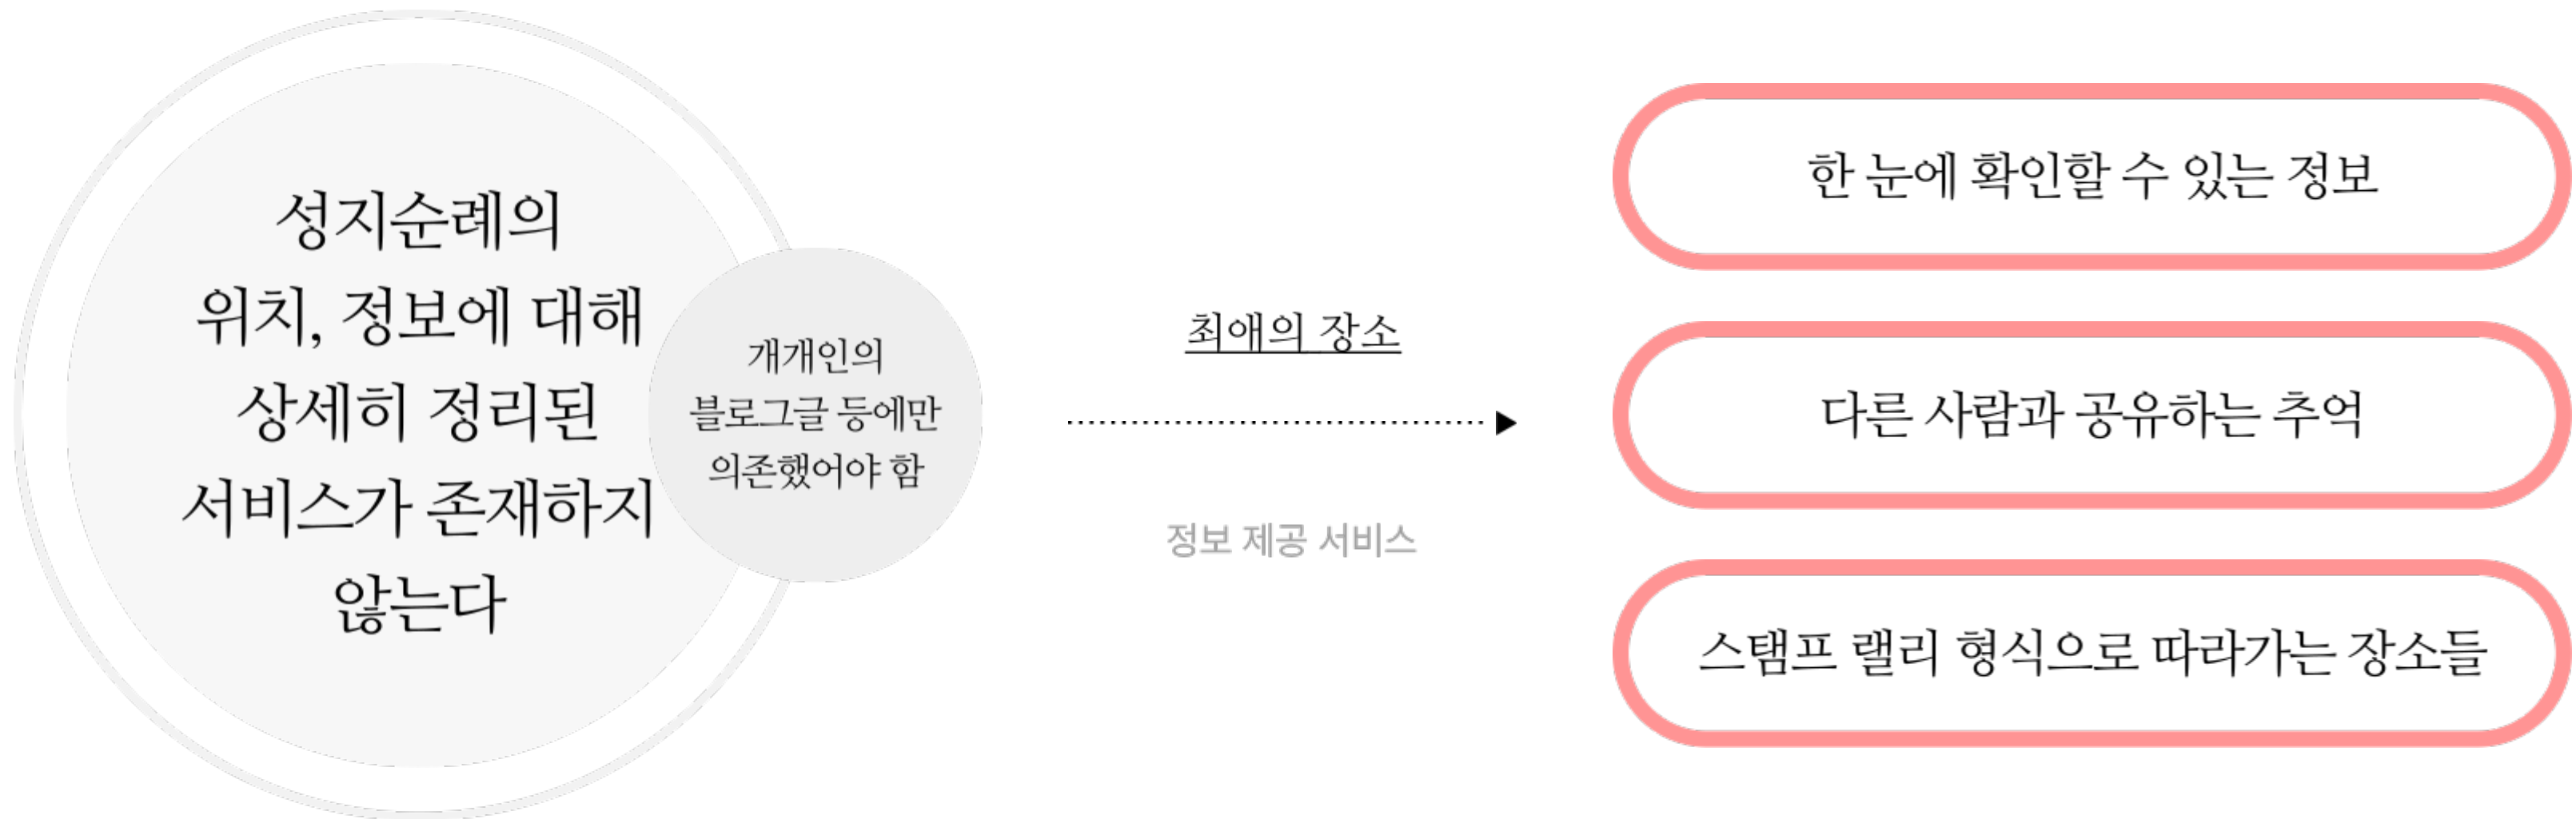 성지순례의
위치, 정보에 대해
상세히 정리된
서비스가 존재하지
않는다
개개인의
블로그글 등에만
의존했어야 함
최애의 장소
정보 제공 서비스
한 눈에 확인할 수 있는 정보
다른 사람과 공유하는 추억
스탬프 랠리 형식으로 따라가는 장소들